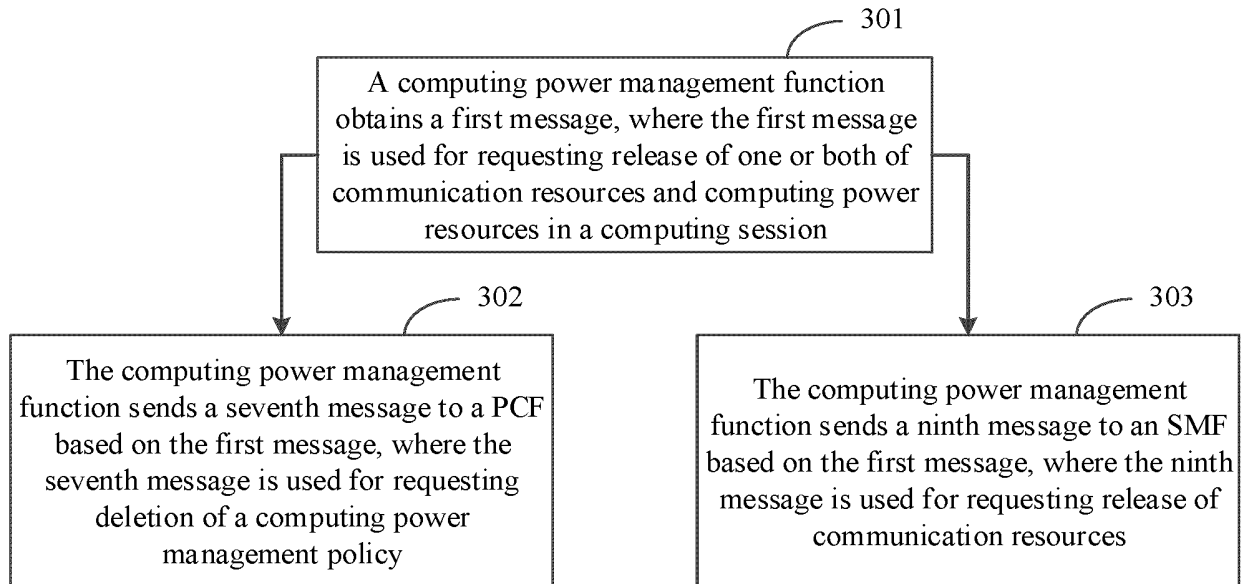 301
A computing power management function
obtains a first message, where the first message
is used for requesting release of one or both of
communication resources and computing power
resources in a computing session
302
The computing power management
function sends a seventh message to a PCF
based on the first message, where the
seventh message is used for requesting
deletion of a computing power
management policy
303
The computing power management
function sends a ninth message to an SMF
based on the first message, where the ninth
message is used for requesting release of
communication resources